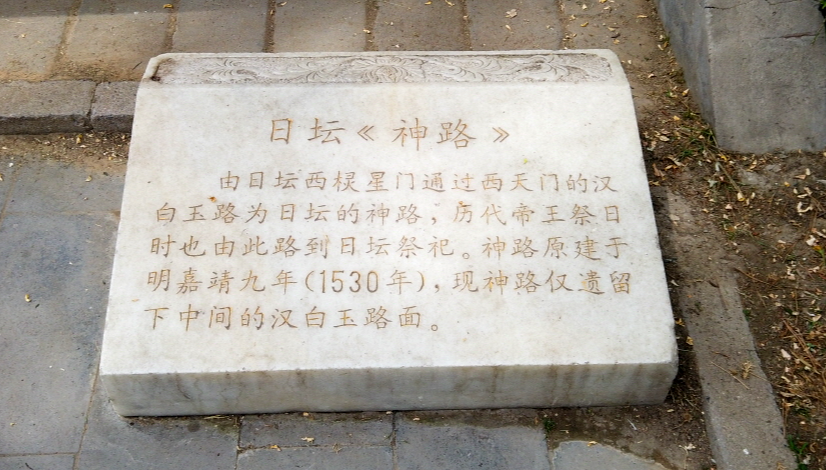 日坛《神路》
由日坛西棂星门通过西天门的汉
白玉路为日坛的神路，历代帝王祭日
时也由此路到日坛祭祀。神路原建于
明嘉靖九年(1530年)，现神路仅遗留
下中间的汉白玉路面。